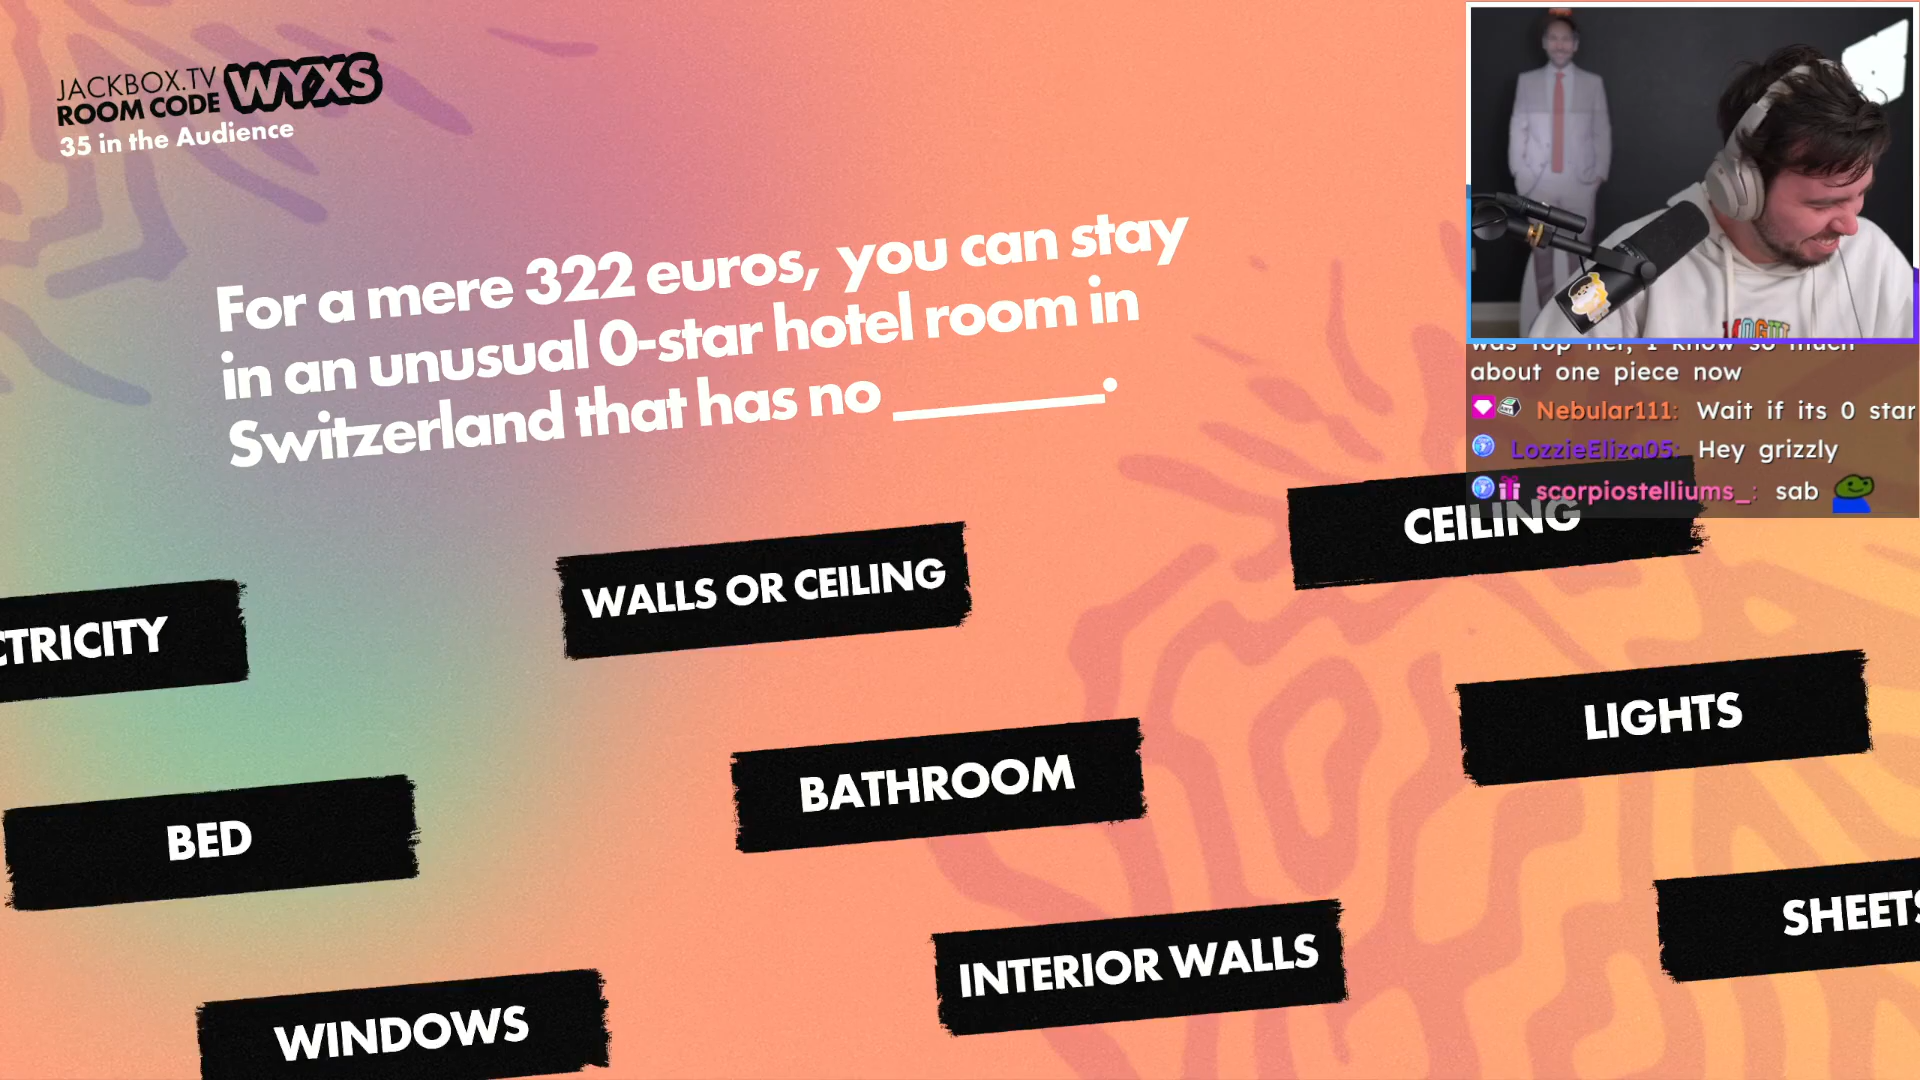 JACKBOX.TV
ROOM CODE WYXS
35 in the Audience
For a mere 322 euros, you can stay
in an unusual 0-star hotel room in
Switzerland that has no ________.
about one piece now
Nebular111: Wait if its 0 star
LozzieEliza05: Hey grizzly
scorpiostelliums_: sab
CEILING
WALLS OR CEILING
CTRICITY
LIGHTS
BATHROOM
BED
SHEETS
INTERIOR WALLS
WINDOWS